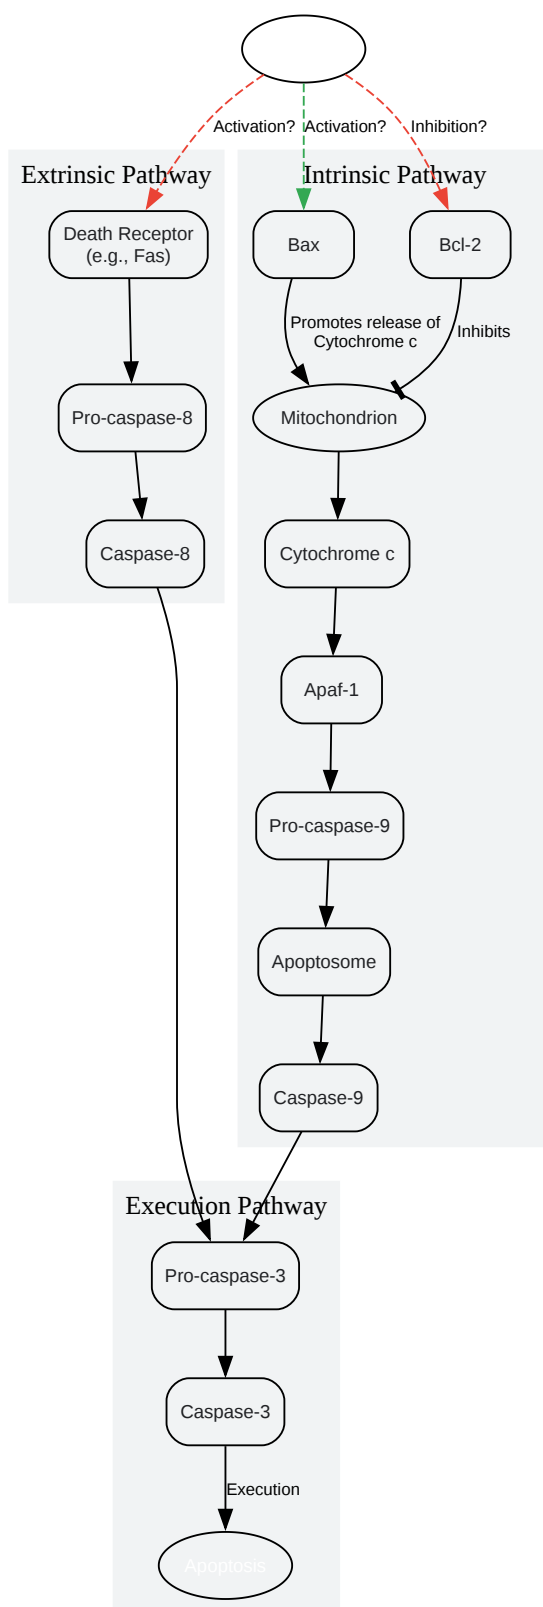 Activation?
Activation?
Inhibition?
Extrinsic Pathway
Intrinsic Pathway
Death Receptor
(e.g., Fas)
Bax
Bcl-2
Promotes release of
Cytochrome c
Inhibits
Pro-caspase-8
Mitochondrion
Caspase-8
Cytochrome c
Apaf-1
Pro-caspase-9
Apoptosome
Caspase-9
Execution Pathway
Pro-caspase-3
Caspase-3
Execution
Apoptosis